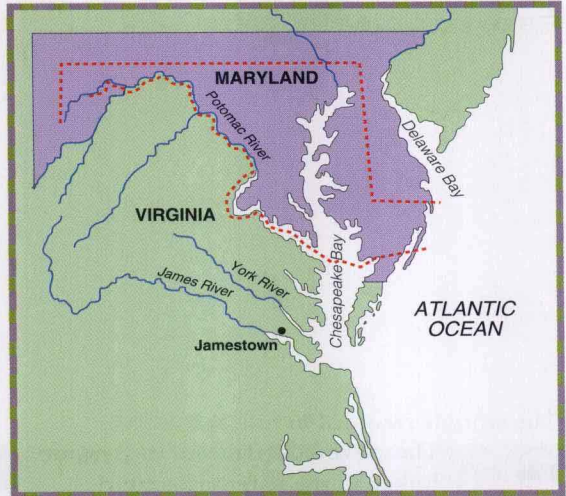 MARYLAND
Potomac River
Delaware Bay
VIRGINIA
York River
James River
Chesapeake Bay
ATLANTIC
OCEAN
Jamestown